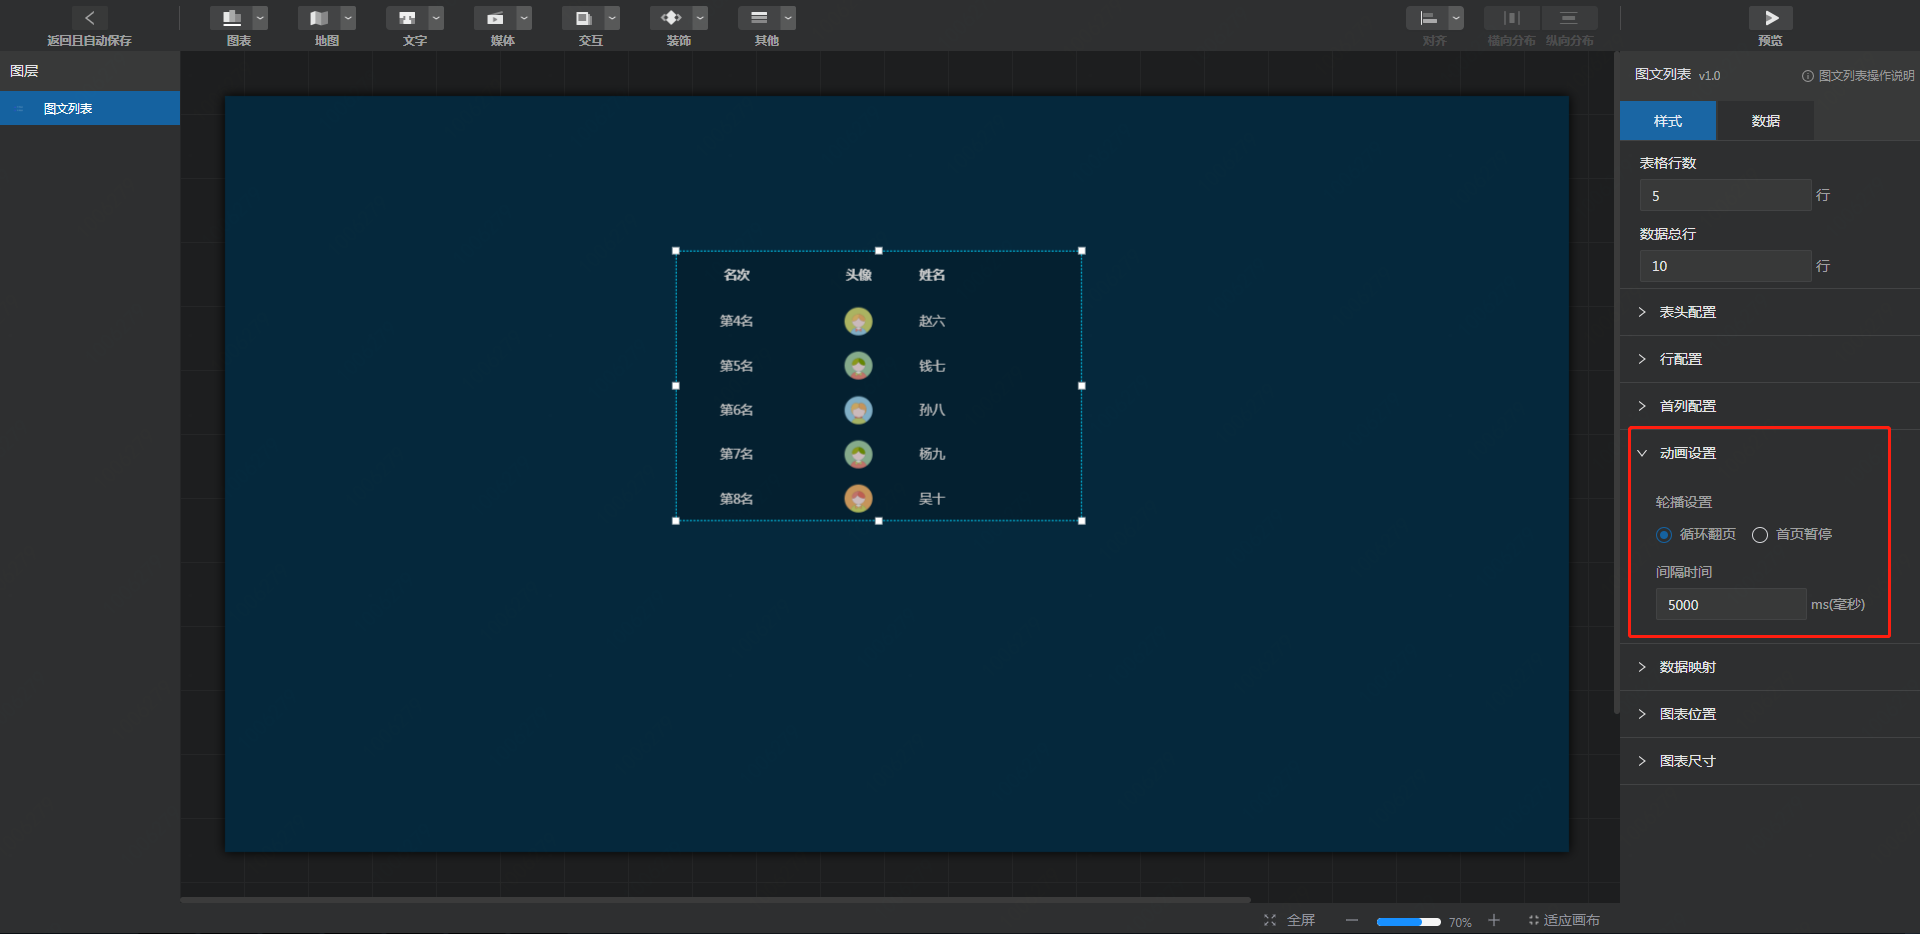 返回且自动保存
图表
地图
文字
媒体
交互
装饰
其他
对齐
横向分布
纵向分布
预览
图层
图文列表
名次 头像 姓名
第4名 赵六
第5名 钱七
第6名 孙八
第7名 杨九
第8名 吴十
图文列表 v1.0 图文列表操作说明
样式 数据
表格行数
5 行
数据总行
10 行
表头配置
行配置
首列配置
动画设置
轮播设置
循环翻页 首页暂停
间隔时间
5000 ms(毫秒)
数据映射
图表位置
图表尺寸
全屏 70% 适应画布